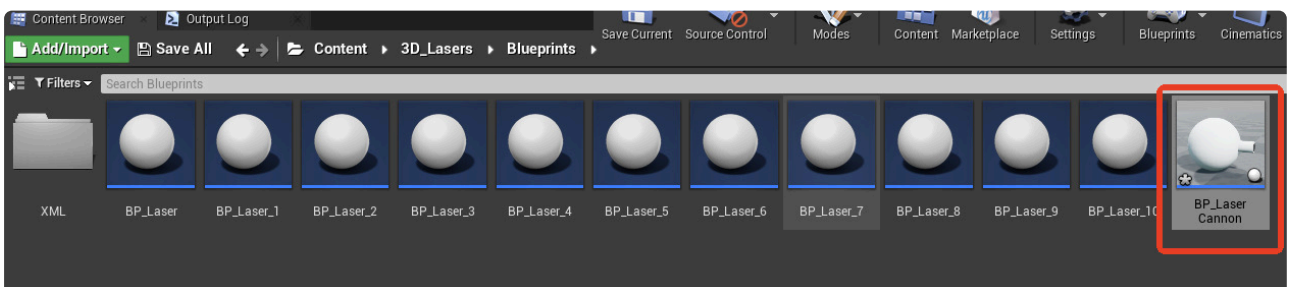 Content Browser
Output Log
Save Current
Source Control
Modes
Content
Marketplace
Settings
Blueprints
Cinematics
Add/Import
Save All
Content
3D_Lasers
Blueprints
Filters
Search Blueprints
XML
BP_Laser
BP_Laser_1
BP_Laser_2
BP_Laser_3
BP_Laser_4
BP_Laser_5
BP_Laser_6
BP_Laser_7
BP_Laser_8
BP_Laser_9
BP_Laser_10
BP_Laser
Cannon